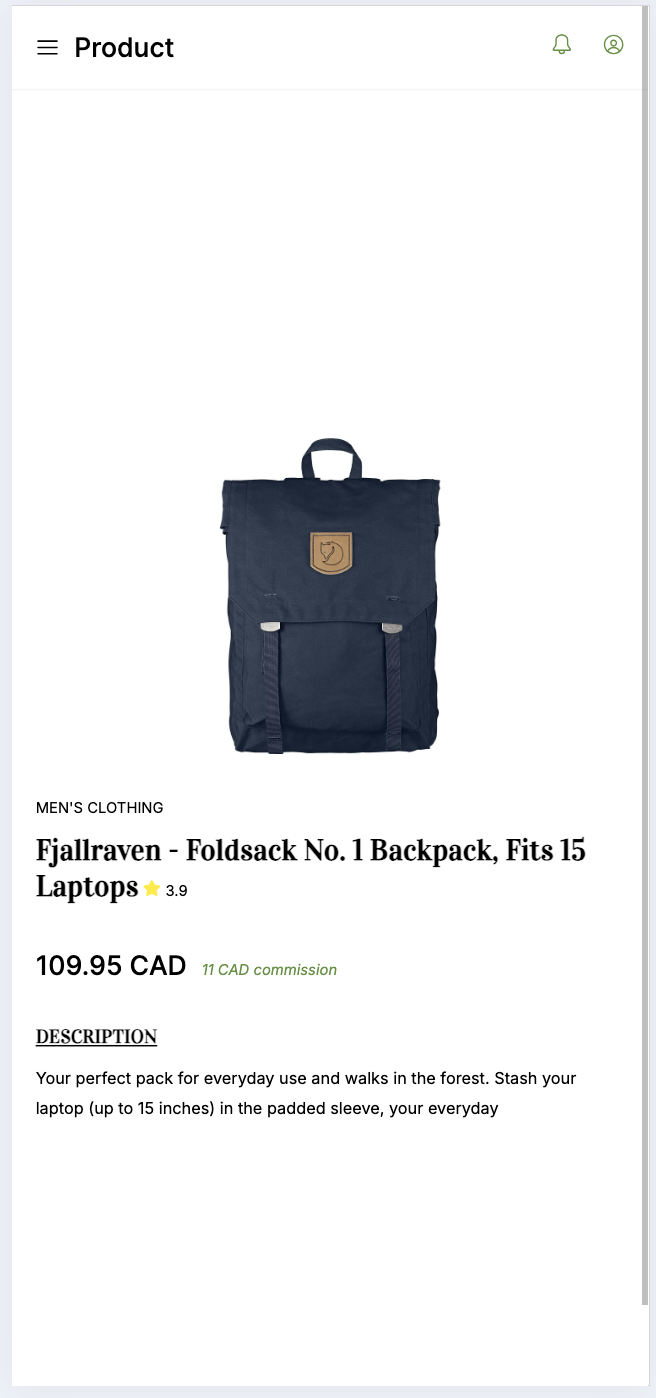 Product
MEN'S CLOTHING
Fjallraven - Foldsack No. 1 Backpack, Fits 15
Laptops 3.9
109.95 CAD 11 CAD commission
DESCRIPTION
Your perfect pack for everyday use and walks in the forest. Stash your
laptop (up to 15 inches) in the padded sleeve, your everyday